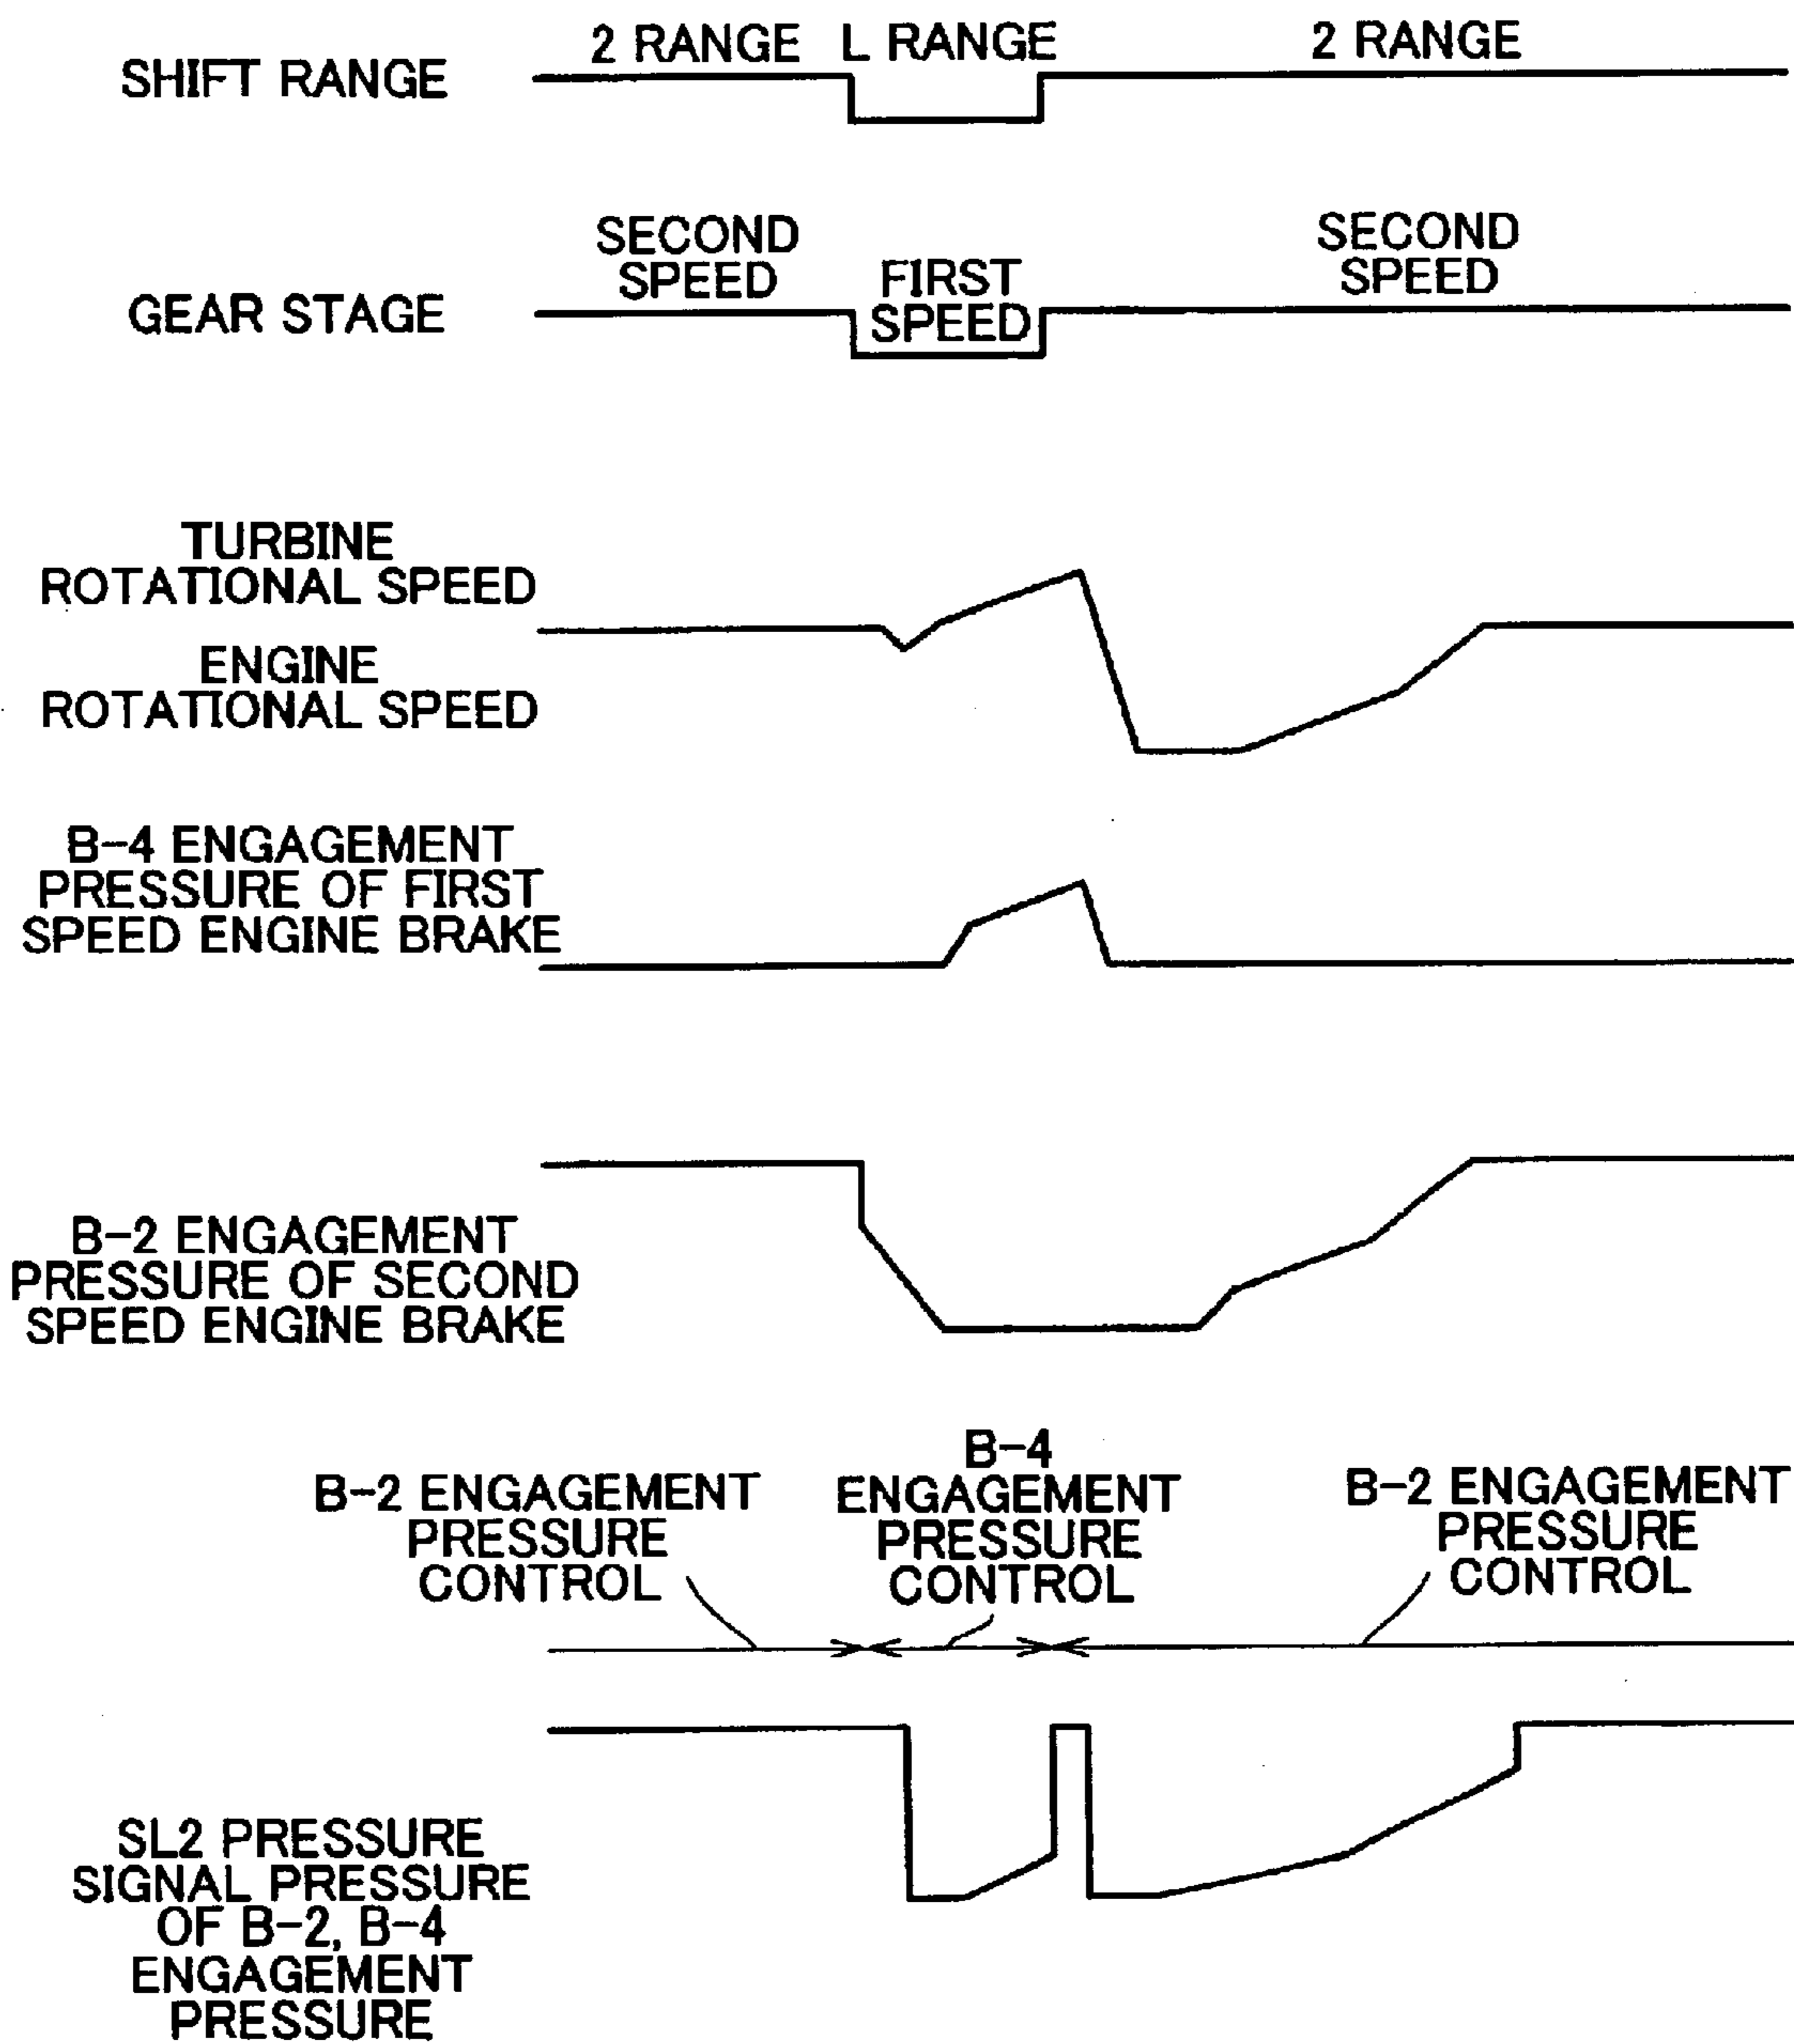 2 RANGE L RANGE 2 RANGE
SHIFT RANGE
SECOND
SPEED
FIRST
SPEED
SECOND
SPEED
GEAR STAGE
TURBINE
ROTATIONAL SPEED
ENGINE
ROTATIONAL SPEED
B-4 ENGAGEMENT
PRESSURE OF FIRST
SPEED ENGINE BRAKE
B-2 ENGAGEMENT
PRESSURE OF SECOND
SPEED ENGINE BRAKE
B-2 ENGAGEMENT
PRESSURE
CONTROL
B-4
ENGAGEMENT
PRESSURE
CONTROL
B-2 ENGAGEMENT
PRESSURE
CONTROL
SL2 PRESSURE
SIGNAL PRESSURE
OF B-2, B-4
ENGAGEMENT
PRESSURE